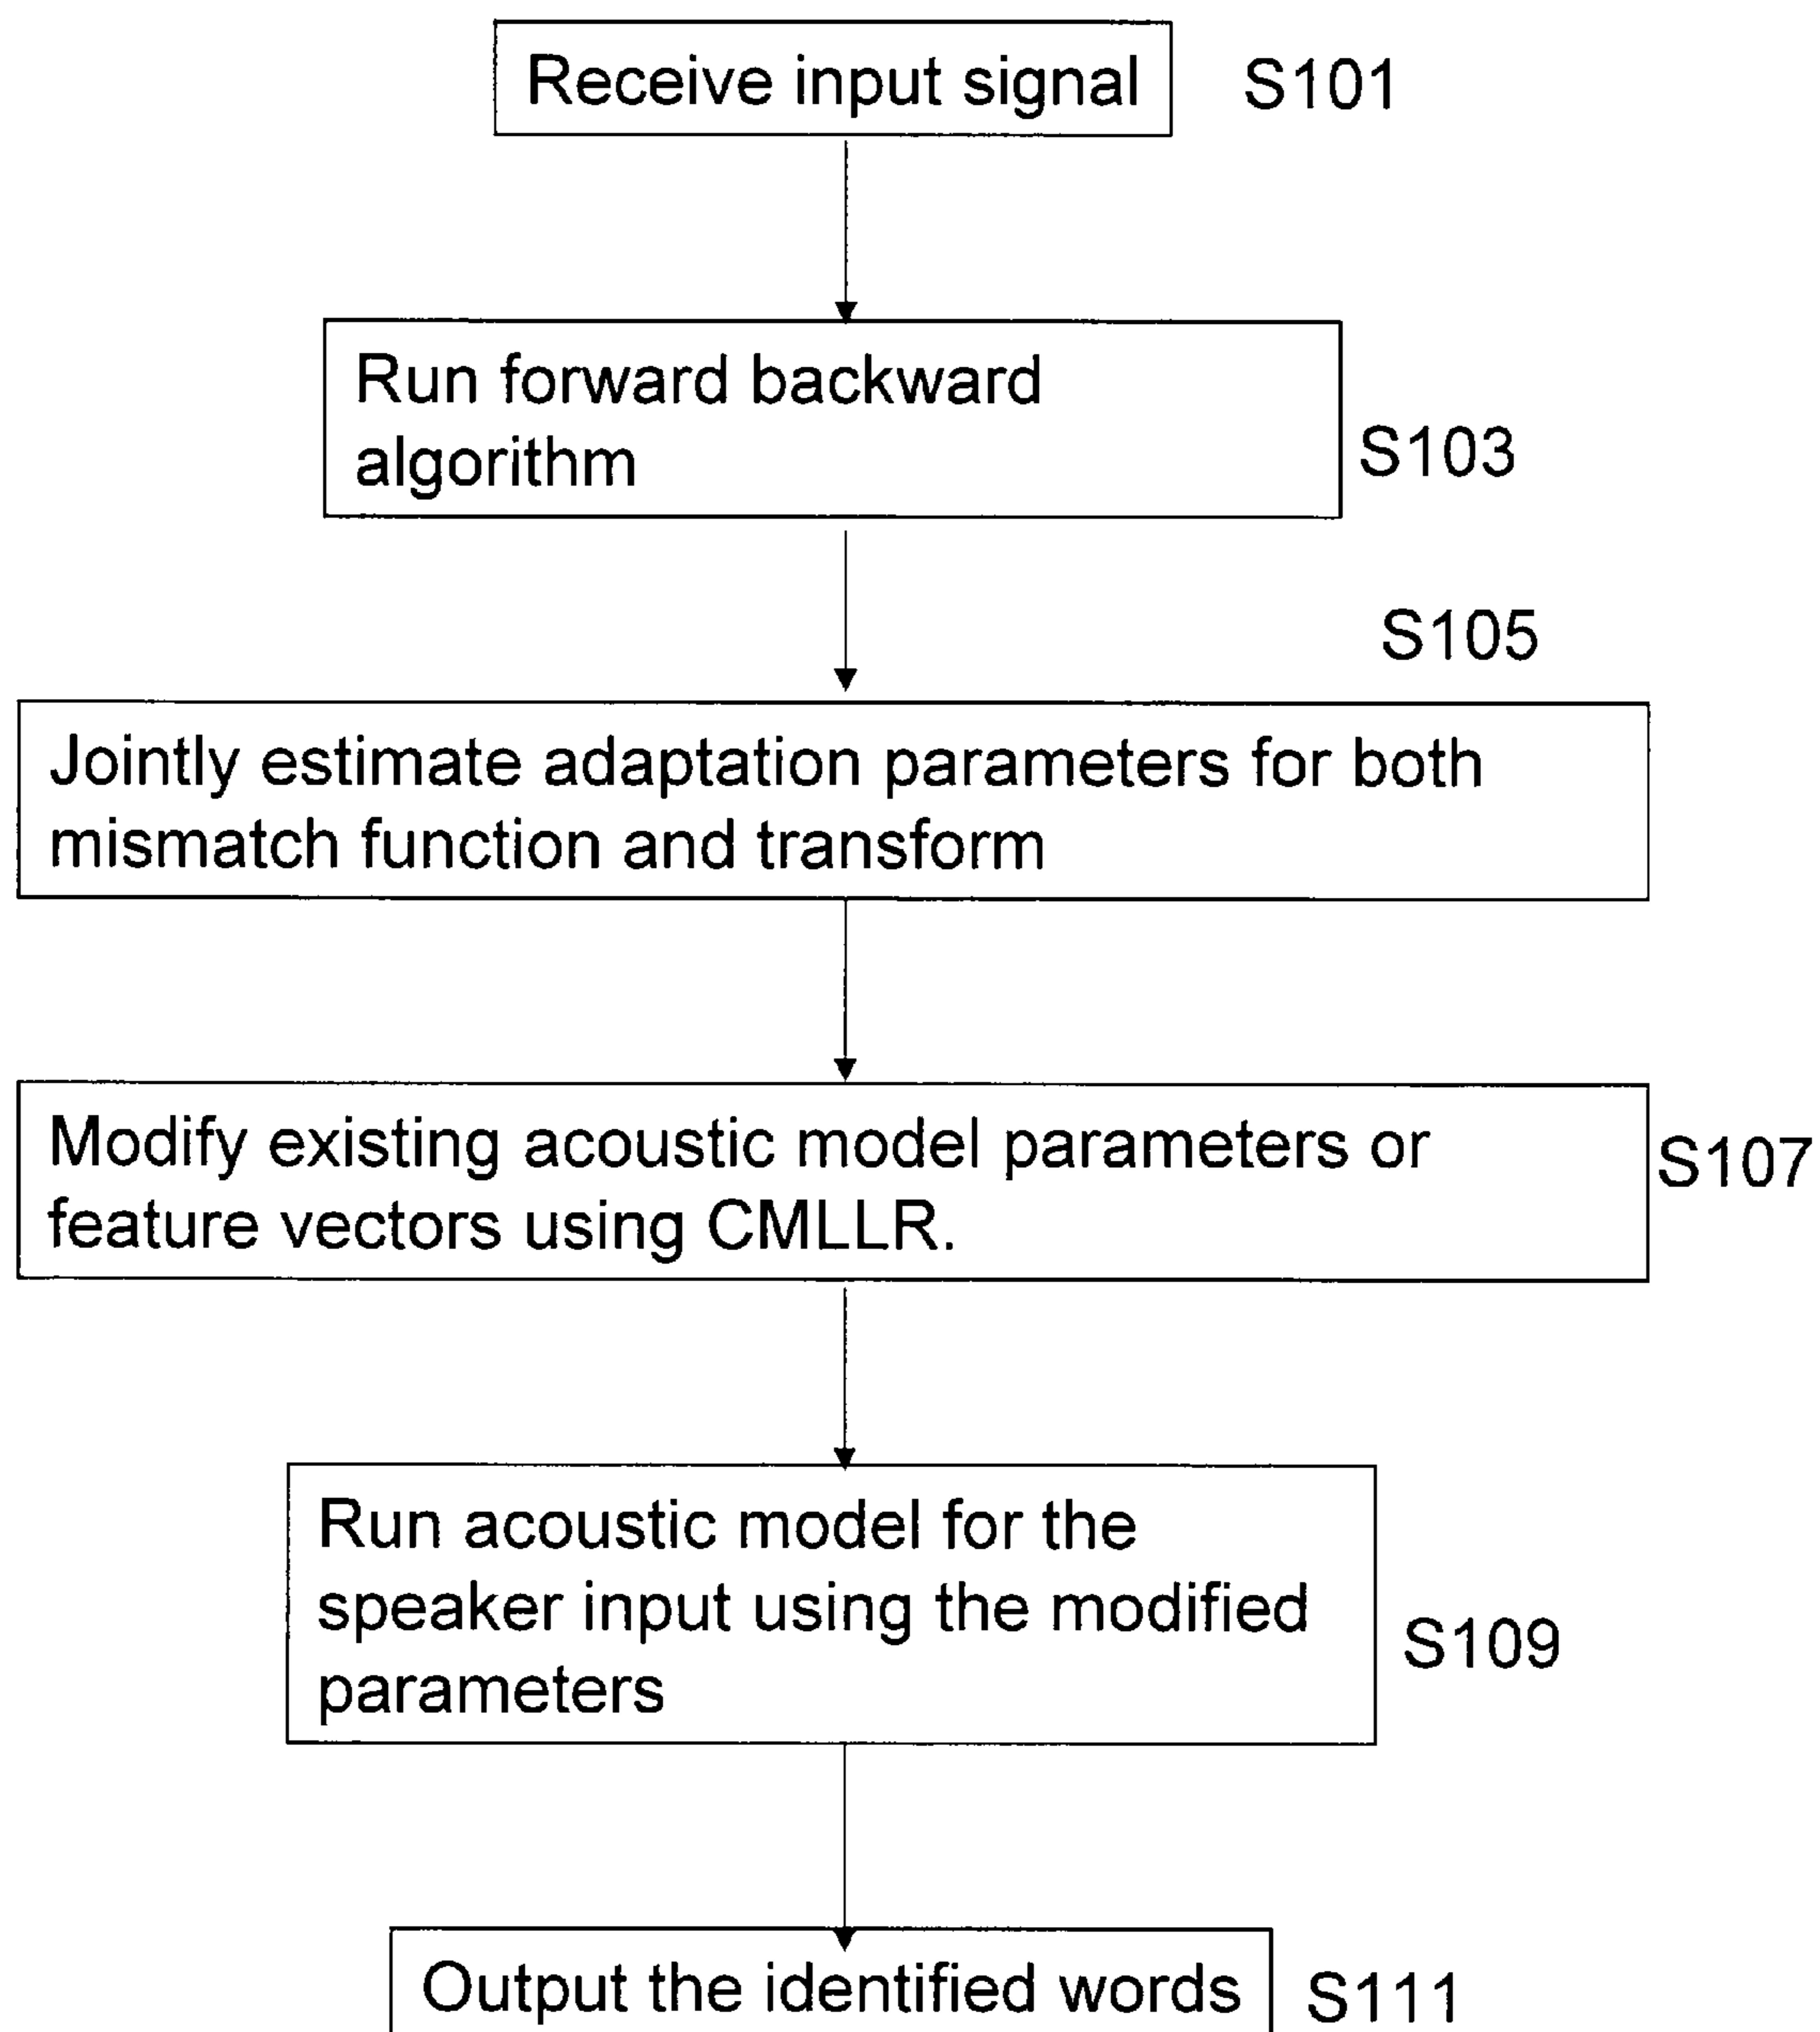 Receive input signal S101
Run forward backward
algorithm
S103
S105
Jointly estimate adaptation parameters for both
mismatch function and transform
Modify existing acoustic model parameters or
feature vectors using CMLLR.
S107
Run acoustic model for the
speaker input using the modified
parameters
S109
Output the identified words S111